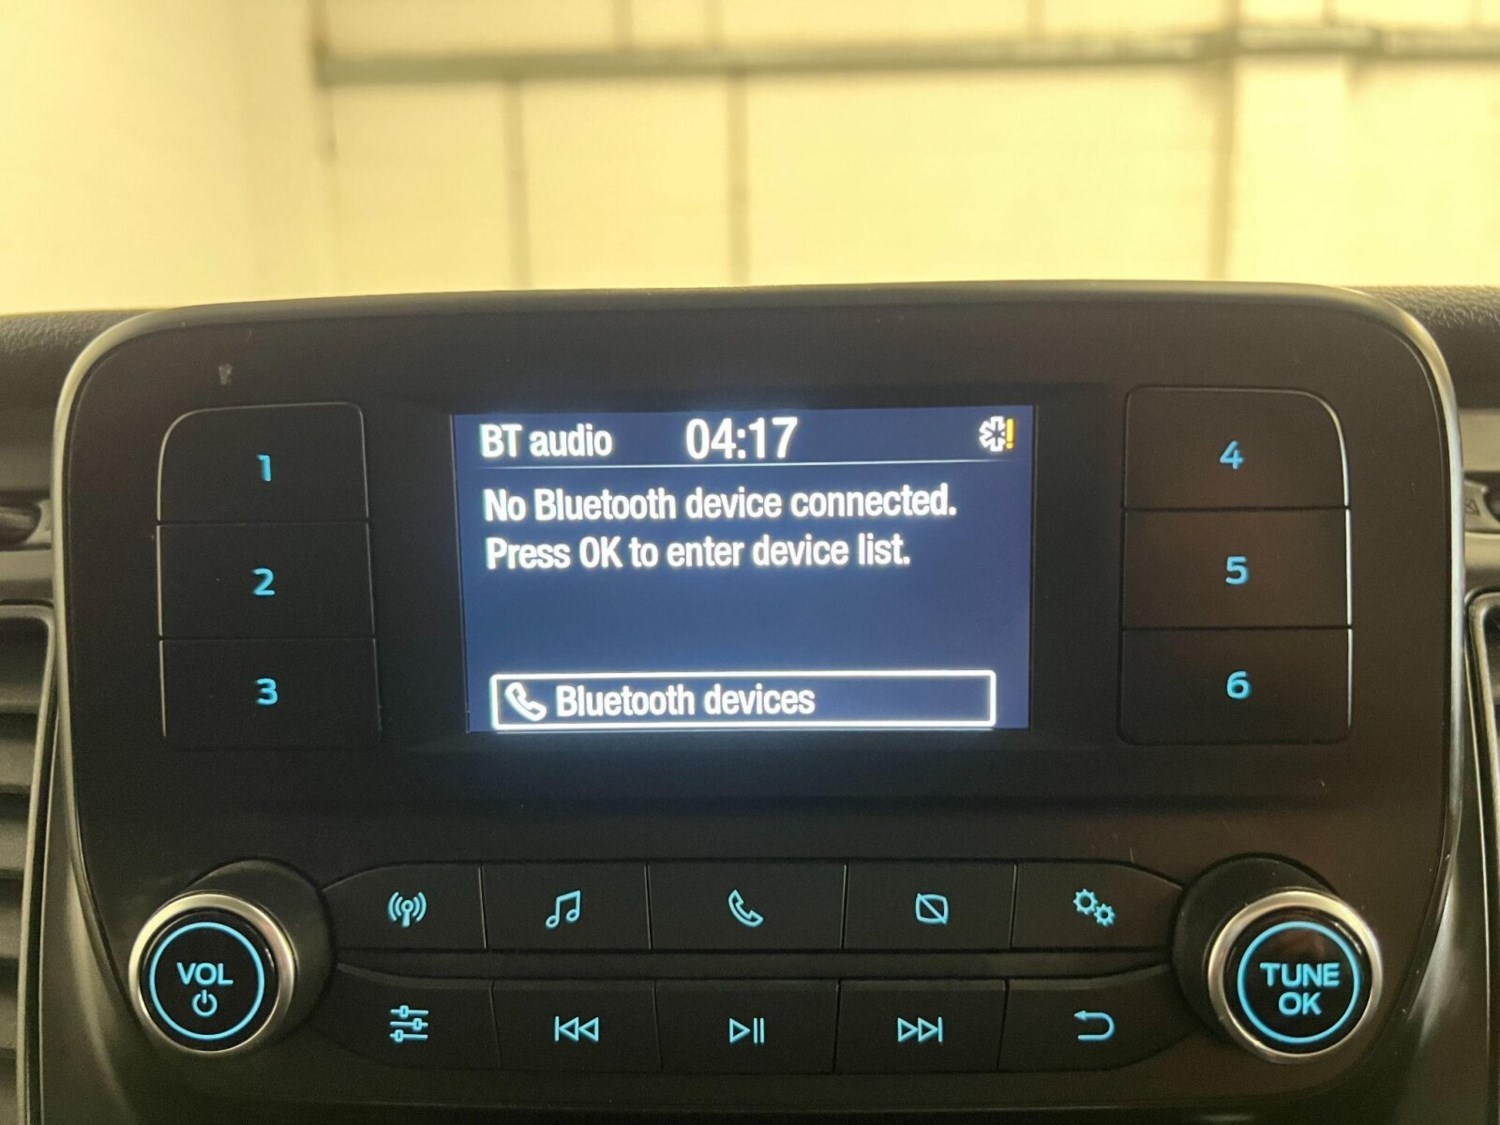 BT audio 04:17
No Bluetooth device connected.
Press OK to enter device list.
Bluetooth devices
1
2
3
4
5
6
VOL
TUNE
OK